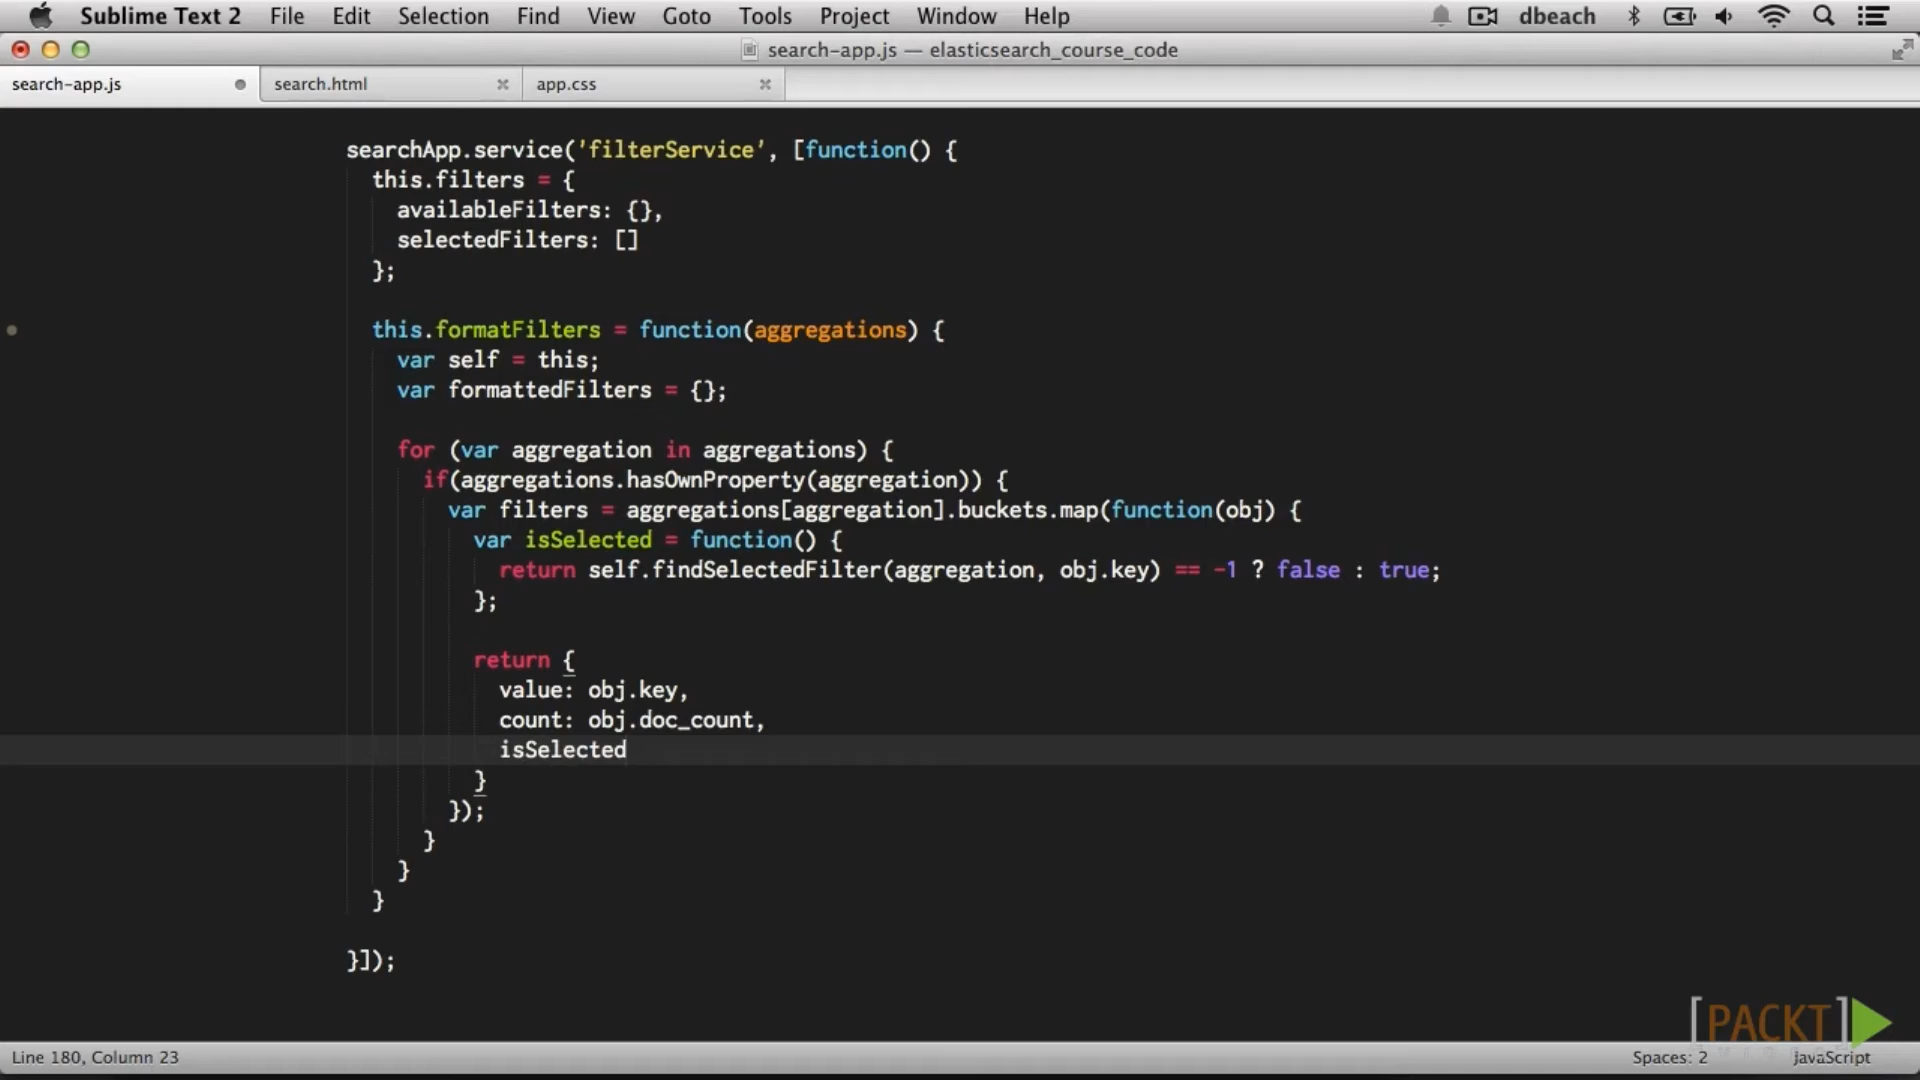 Sublime Text 2 File Edit Selection Find View Goto Tools Project Window Help dbeach
search-app.js — elasticsearch_course_code
search-app.js search.html app.css
searchApp.service('filterService', [function() {
this.filters = {
availableFilters: {},
selectedFilters: []
};
this.formatFilters = function(aggregations) {
var self = this;
var formattedFilters = {};
for (var aggregation in aggregations) {
if(aggregations.hasOwnProperty(aggregation)) {
var filters = aggregations[aggregation].buckets.map(function(obj) {
var isSelected = function() {
return self.findSelectedFilter(aggregation, obj.key) == -1 ? false : true;
};
return {
value: obj.key,
count: obj.doc_count,
isSelected
}
});
}
}
}
}]);
[PACKT]
Line 180, Column 23 Spaces: 2 JavaScript